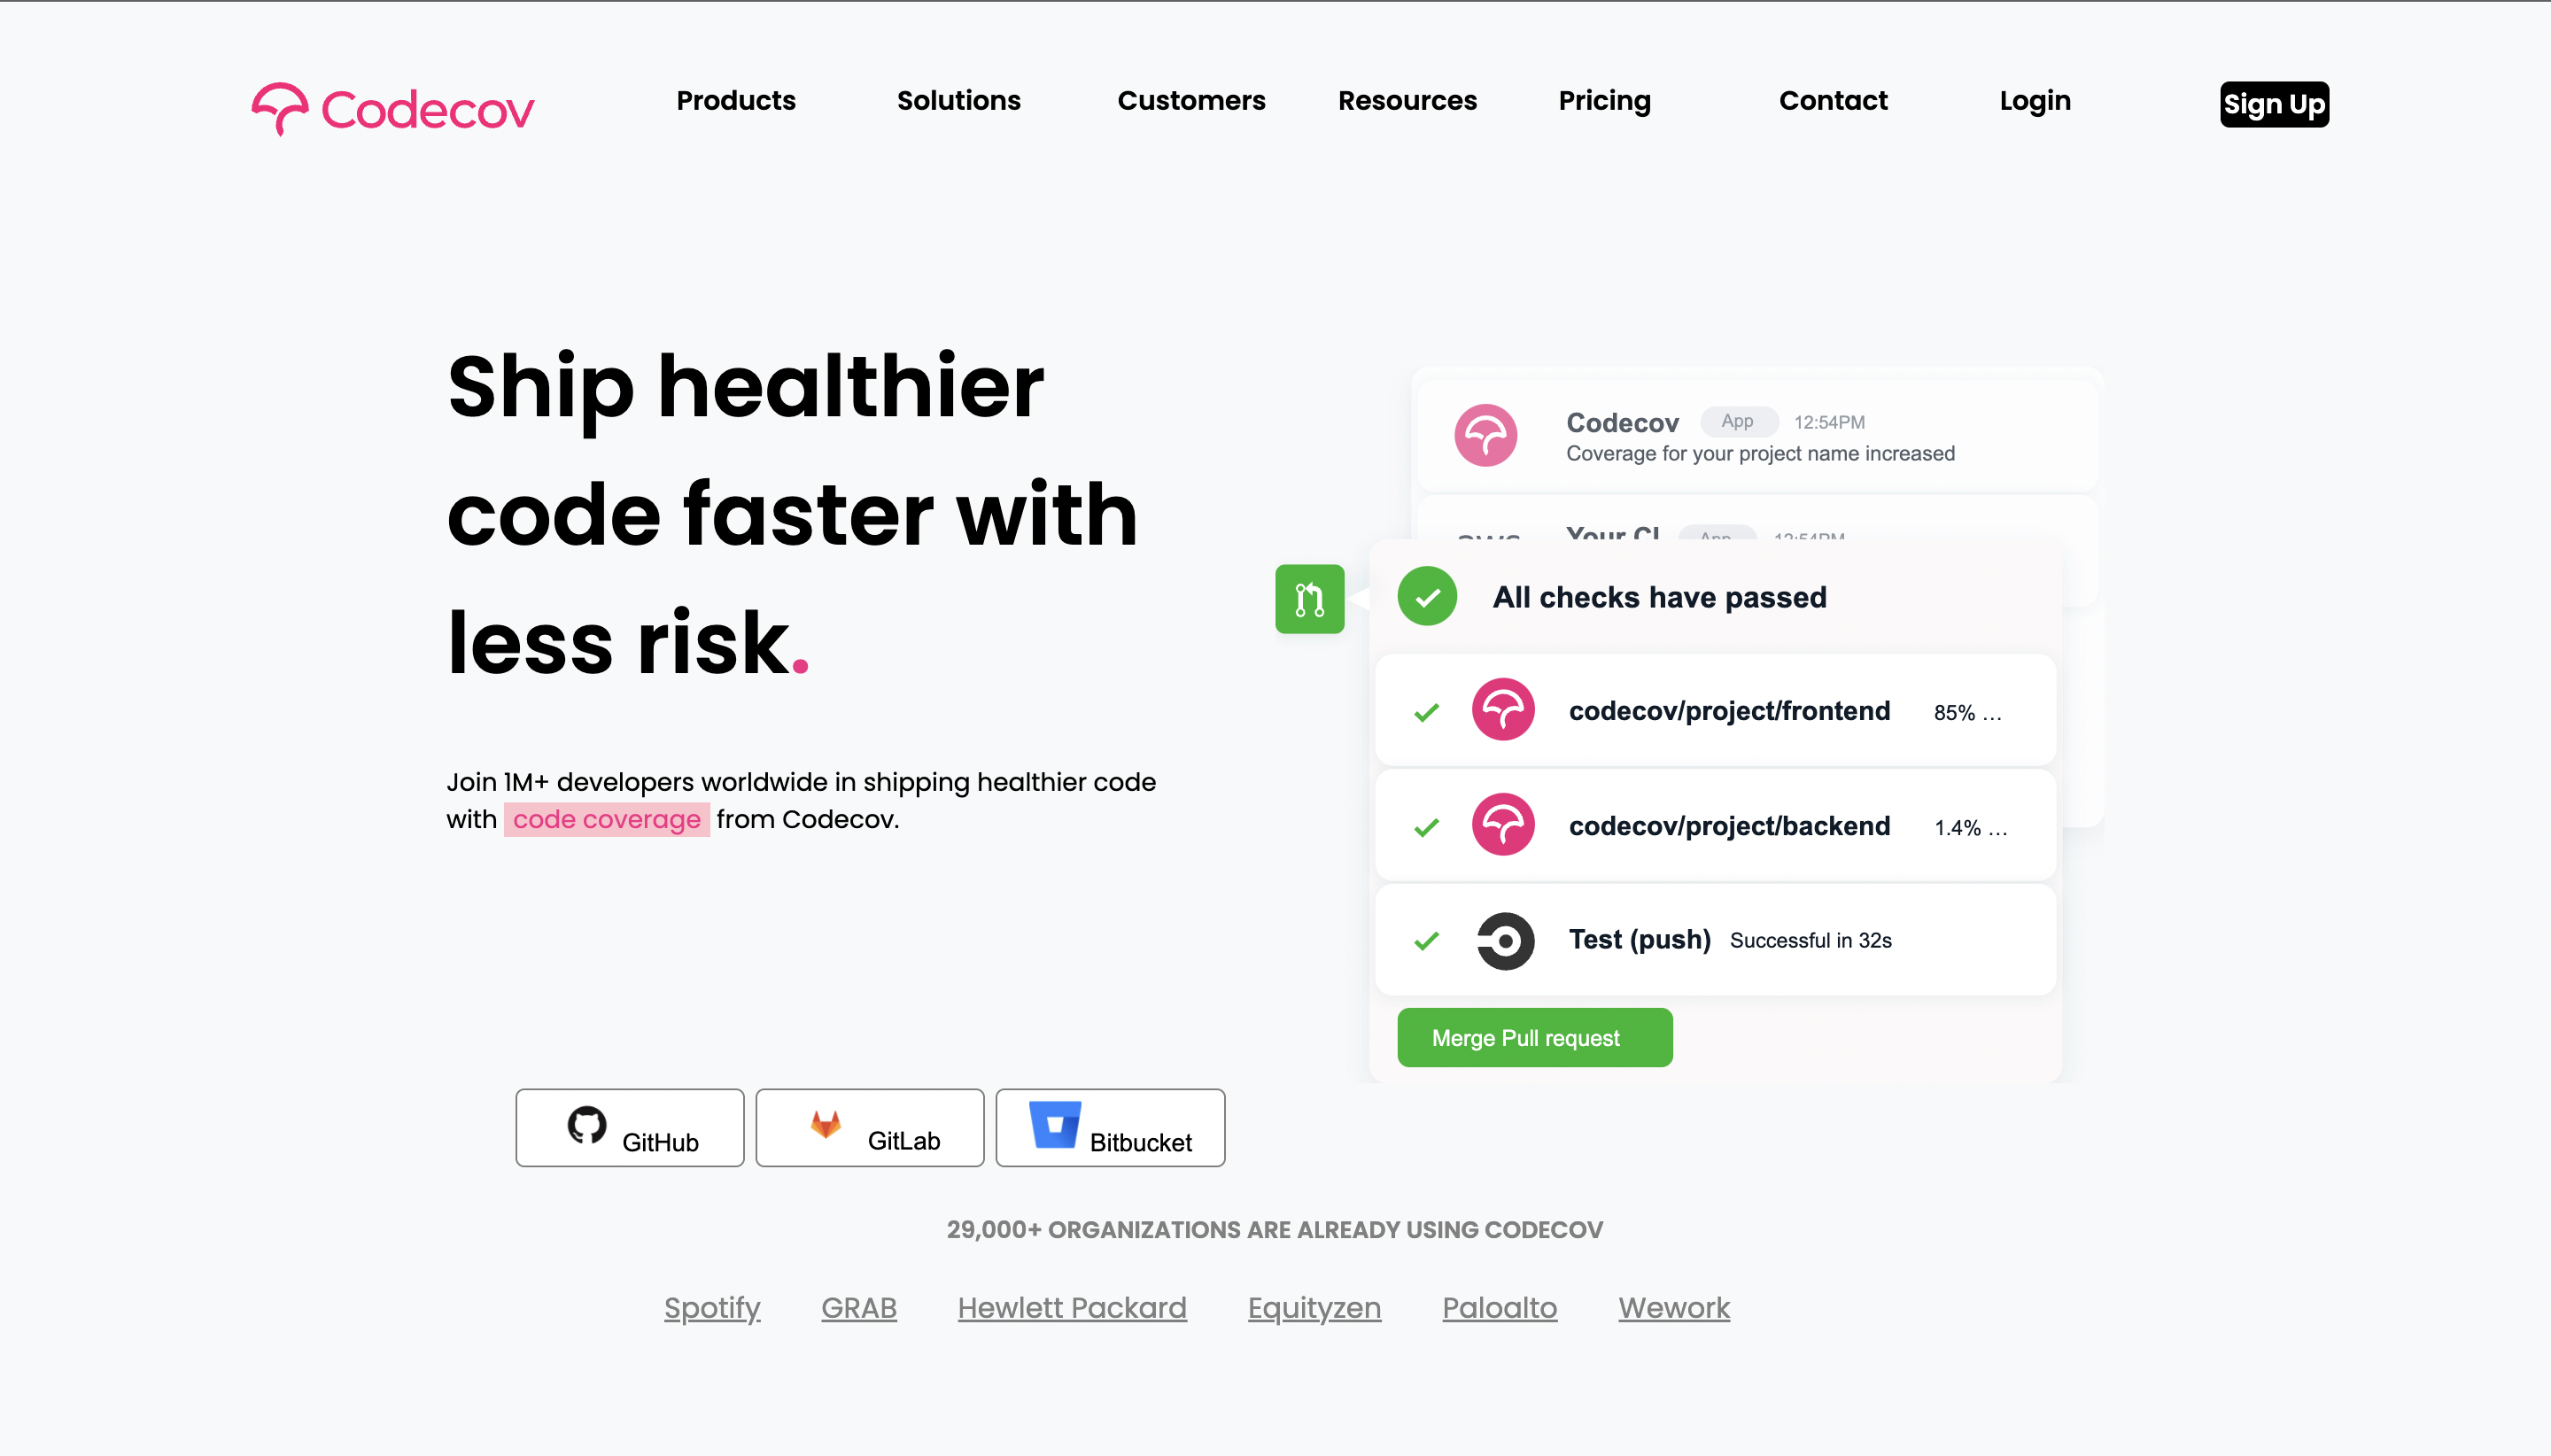 Codecov
Products Solutions Customers Resources Pricing Contact Login Sign Up
Ship healthier
code faster with
less risk.
Join 1M+ developers worldwide in shipping healthier code
with code coverage from Codecov.
Codecov App 12:54PM
Coverage for your project name increased
aws Your CI App 12:54PM
All checks have passed
codecov/project/frontend 85% ...
codecov/project/backend 1.4% ...
Test (push) Successful in 32s
Merge Pull request
GitHub
GitLab
Bitbucket
29,000+ ORGANIZATIONS ARE ALREADY USING CODECOV
Spotify GRAB Hewlett Packard Equityzen Paloalto Wework